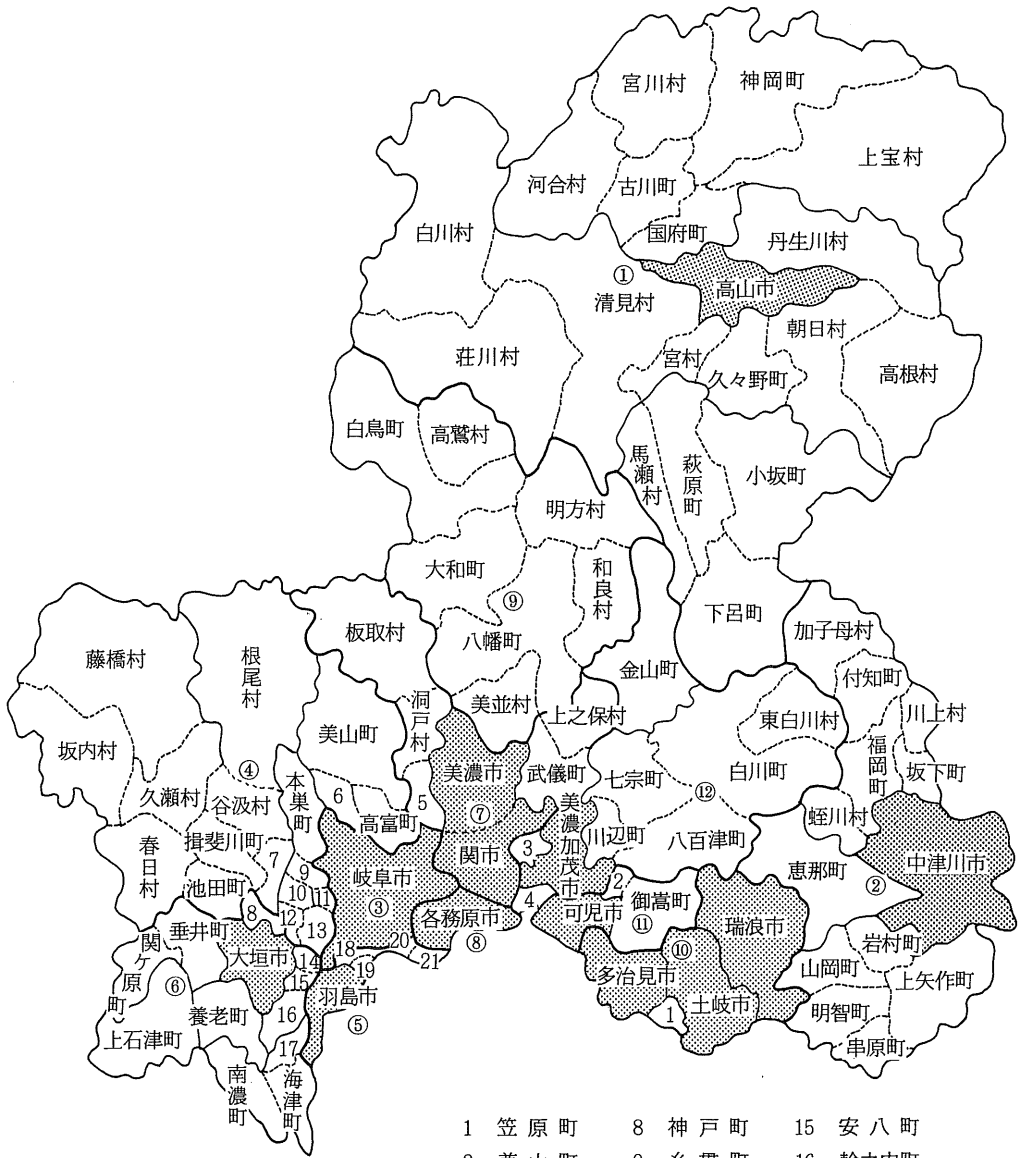 宮川村
神岡町
上宝村
河合村
古川町
白川村
国府町
丹生川村
①
清見村
高山市
朝日村
荘川村
宮村
久々野町
高根村
白鳥町
高鷲村
馬瀬村
萩原町
小坂町
明方村
大和町
和良村
⑨
八幡町
下呂町
加子母村
板取村
藤橋村
根尾村
金山町
付知町
美並村
上之保村
東白川村
川上村
洞戸村
美山町
坂内村
福岡町
坂下町
美濃市
武儀町
七宗町
白川町
久瀬村
④
谷汲村
本巣町
6
高富町
5
⑦
美濃加茂市
⑫
川辺町
八百津町
蛭川村
揖斐川町
春日村
7
関市
3
岐阜市
恵那町
②
中津川市
池田町
9
10
11
2
御嵩町
4
③
8
12
13
各務原市
⑧
可児市
⑪
瑞浪市
岩村町
垂井町
関ヶ原町
大垣市
14
18
20
21
19
⑩
多治見市
山岡町
上矢作町
15
羽島市
⑤
⑥
養老町
16
土岐市
1
明智町
上石津町
17
串原町
南濃町
海津町
1 笠原町 8 神戸町 15 安八町